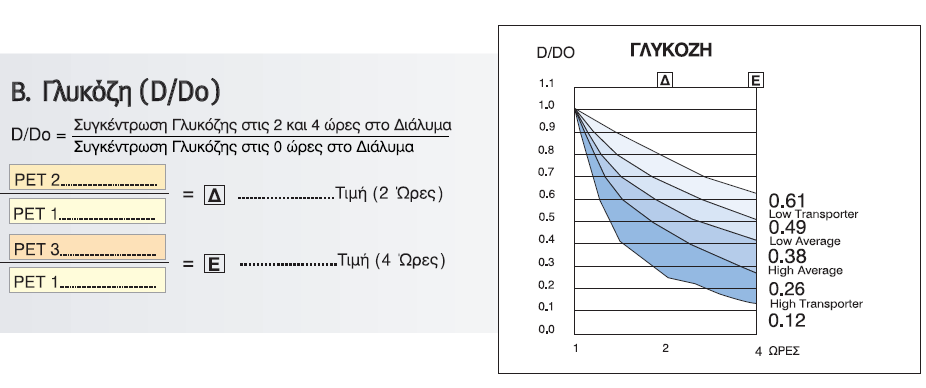 Β. Γλυκόζη (D/Do)
D/Do = Συγκέντρωση Γλυκόζης στις 2 και 4 ώρες στο Διάλυμα
Συγκέντρωση Γλυκόζης στις 0 ώρες στο Διάλυμα
PET 2
= Δ ..................Τιμή (2 Ώρες)
PET 1
PET 3
= Ε ..................Τιμή (4 Ώρες)
PET 1
D/DO ΓΛΥΚΟΖΗ
Δ Ε
1.1
1.0
0.9
0.8
0.7
0.6
0.5
0.4
0.3
0.2
0.1
0,0
0.61
Low Transporter
0.49
Low Average
0.38
High Average
0.26
High Transporter
0.12
1 2 4 ΩΡΕΣ